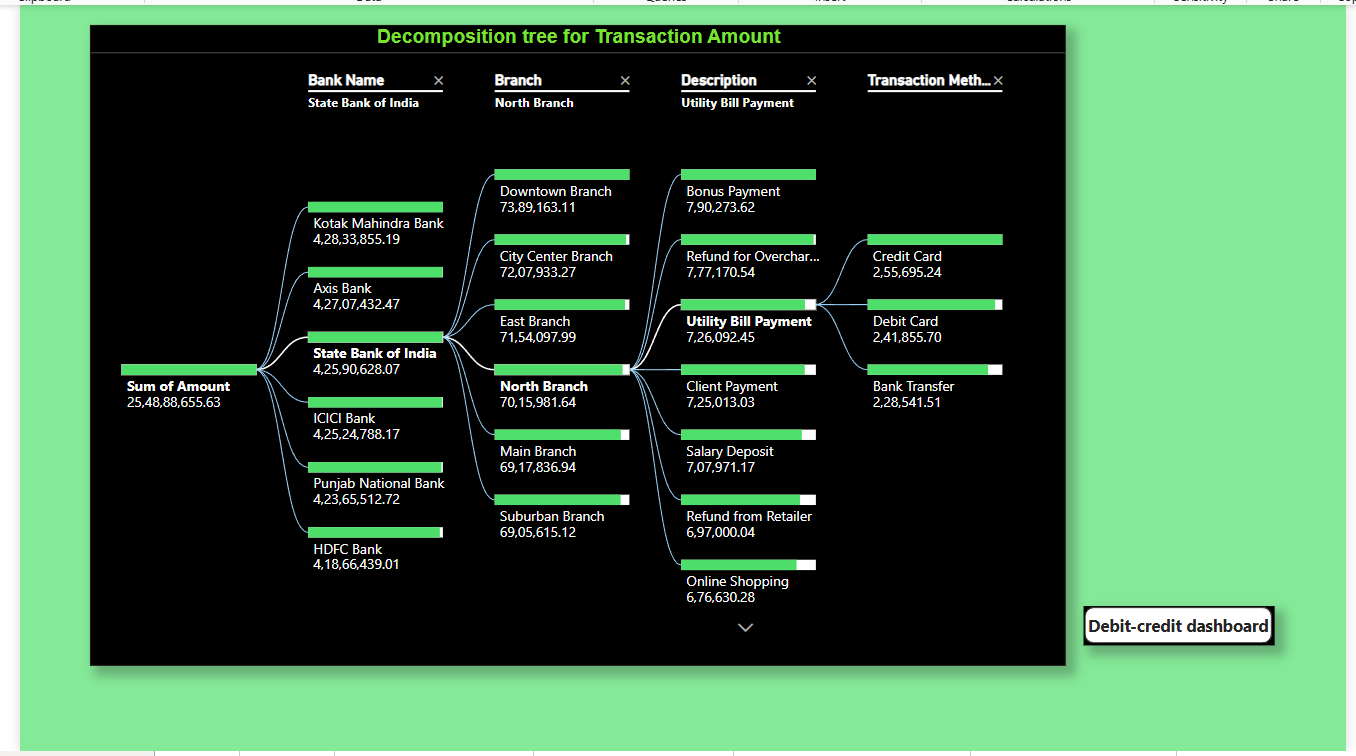 Decomposition tree for Transaction Amount
Bank Name
State Bank of India
Branch
North Branch
Description
Utility Bill Payment
Transaction Meth...
Sum of Amount
25,48,88,655.63
Kotak Mahindra Bank
4,28,33,855.19
Axis Bank
4,27,07,432.47
State Bank of India
4,25,90,628.07
ICICI Bank
4,25,24,788.17
Punjab National Bank
4,23,65,512.72
HDFC Bank
4,18,66,439.01
Downtown Branch
73,89,163.11
City Center Branch
72,07,933.27
East Branch
71,54,097.99
North Branch
70,15,981.64
Main Branch
69,17,836.94
Suburban Branch
69,05,615.12
Bonus Payment
7,90,273.62
Refund for Overchar...
7,77,170.54
Utility Bill Payment
7,26,092.45
Client Payment
7,25,013.03
Salary Deposit
7,07,971.17
Refund from Retailer
6,97,000.04
Online Shopping
6,76,630.28
Credit Card
2,55,695.24
Debit Card
2,41,855.70
Bank Transfer
2,28,541.51
Debit-credit dashboard